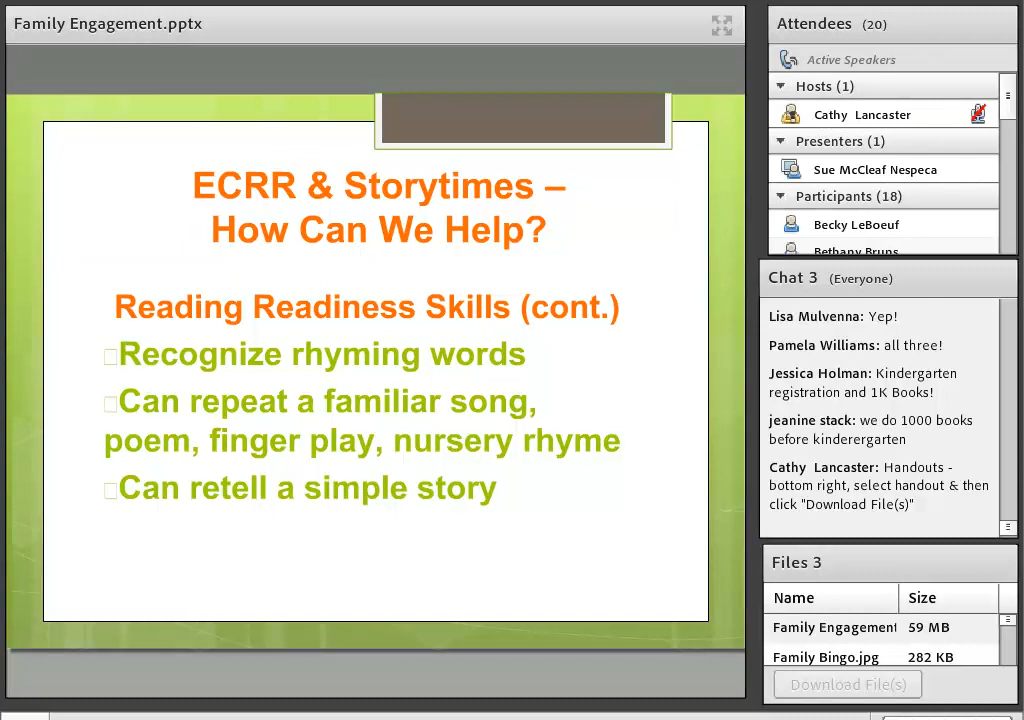 Family Engagement.pptx
ECRR & Storytimes –
How Can We Help?
Reading Readiness Skills (cont.)
Recognize rhyming words
Can repeat a familiar song,
poem, finger play, nursery rhyme
Can retell a simple story
Attendees (20)
Active Speakers
Hosts (1)
Cathy Lancaster
Presenters (1)
Sue McCleaf Nespeca
Participants (18)
Becky LeBoeuf
Bethany Bruns
Chat 3 (Everyone)
Lisa Mulvenna: Yep!
Pamela Williams: all three!
Jessica Holman: Kindergarten
registration and 1K Books!
jeanine stack: we do 1000 books
before kinderergarten
Cathy Lancaster: Handouts -
bottom right, select handout & then
click "Download File(s)"
Files 3
Name Size
Family Engagement 59 MB
Family Bingo.jpg 282 KB
Download File(s)